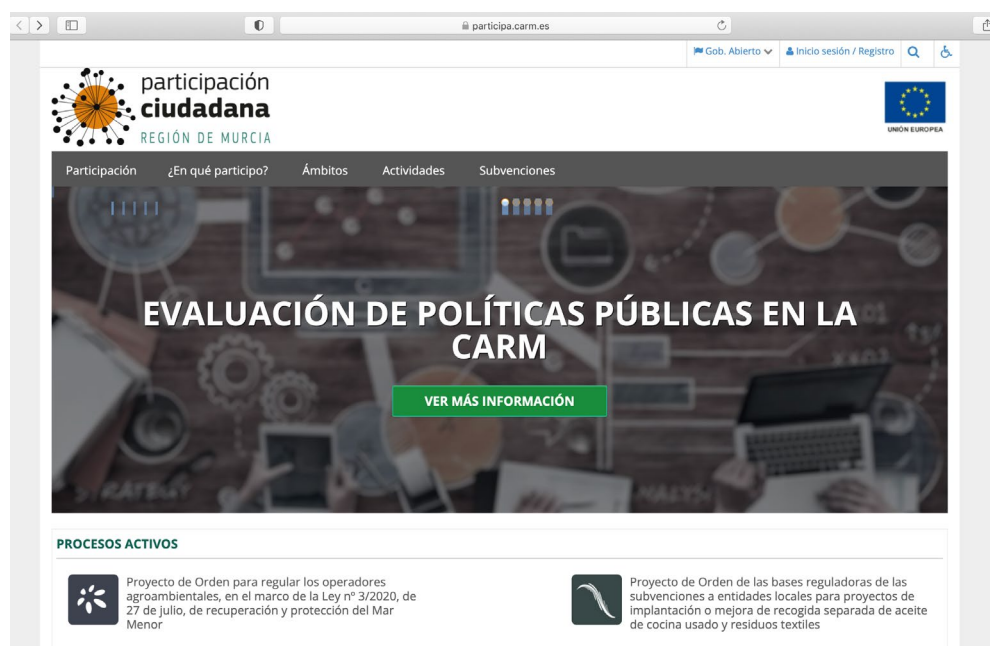 participa.carm.es
Gob. Abierto
Inicio sesión / Registro
participación
ciudadana
REGIÓN DE MURCIA
UNIÓN EUROPEA
Participación ¿En qué participo? Ámbitos Actividades Subvenciones
EVALUACIÓN DE POLÍTICAS PÚBLICAS EN LA
CARM
VER MÁS INFORMACIÓN
STRATEGY
PROCESOS ACTIVOS
Proyecto de Orden para regular los operadores
agroambientales, en el marco de la Ley nº 3/2020, de
27 de julio, de recuperación y protección del Mar
Menor
Proyecto de Orden de las bases reguladoras de las
subvenciones a entidades locales para proyectos de
implantación o mejora de recogida separada de aceite
de cocina usado y residuos textiles